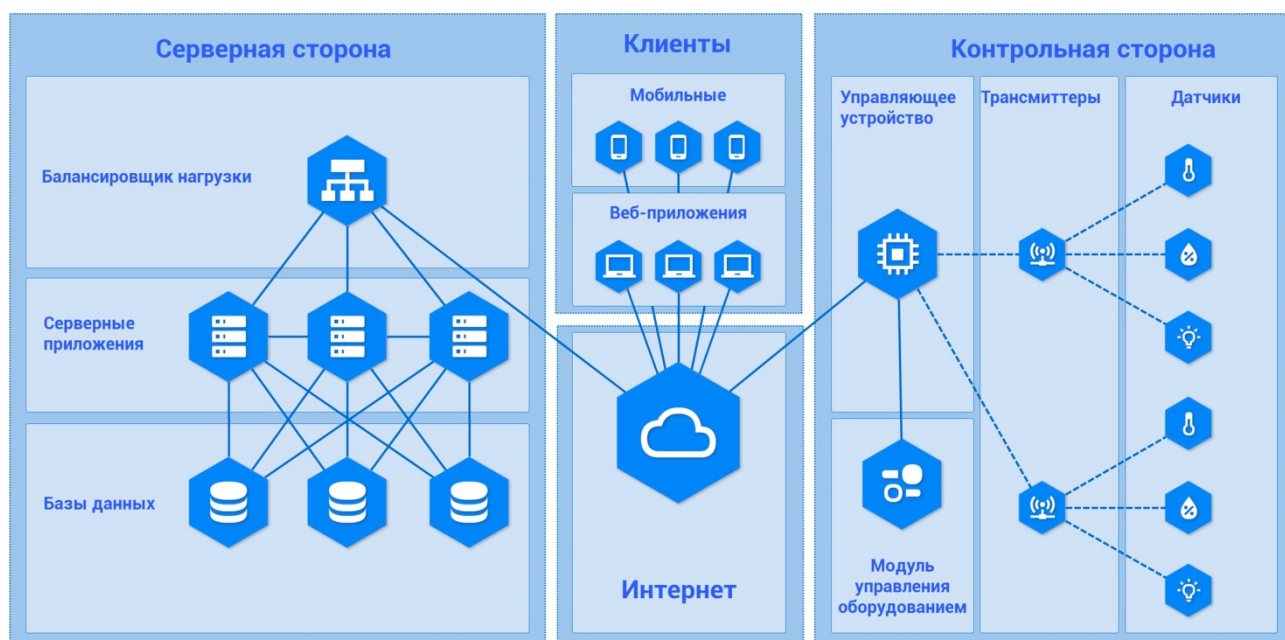 Серверная сторона
Балансировщик нагрузки
Серверные
приложения
Базы данных
Клиенты
Мобильные
Веб-приложения
Интернет
Контрольная сторона
Управляющее
устройство
Трансмиттеры
Датчики
Модуль
управления
оборудованием